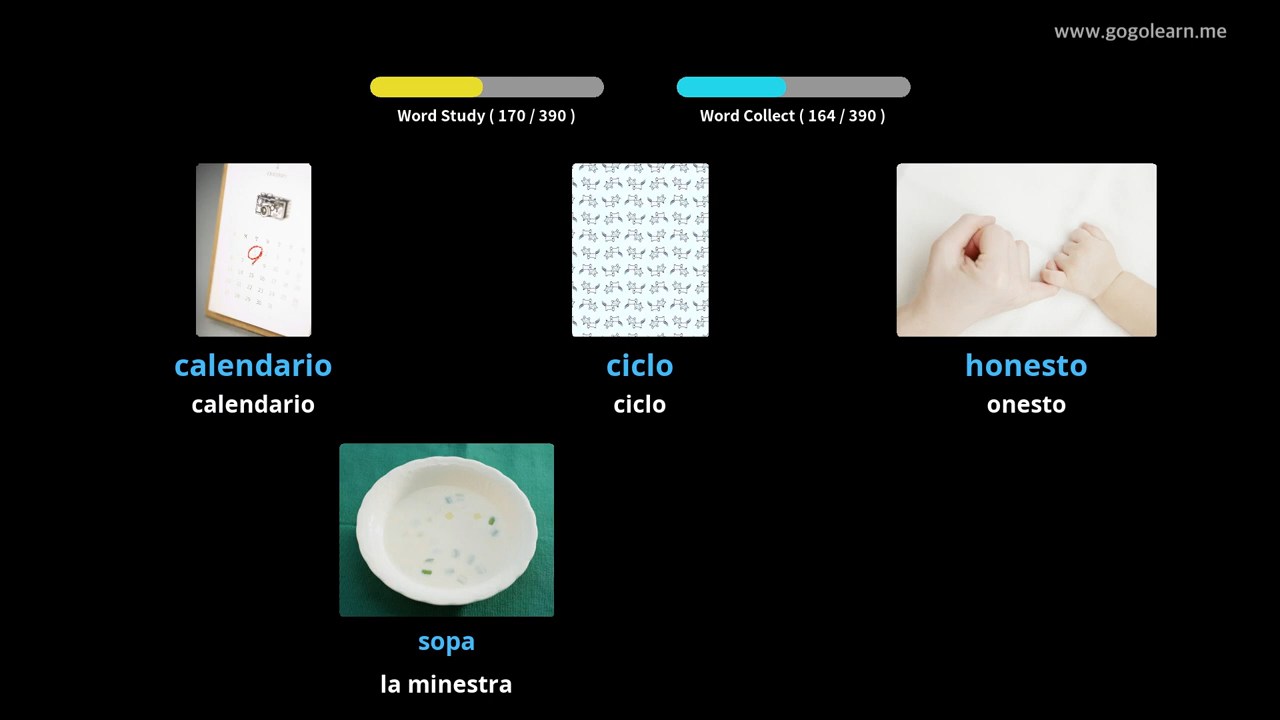 www.gogolearn.me
Word Study ( 170 / 390 )
Word Collect ( 164 / 390 )
calendario
calendario
ciclo
ciclo
honesto
onesto
sopa
la minestra